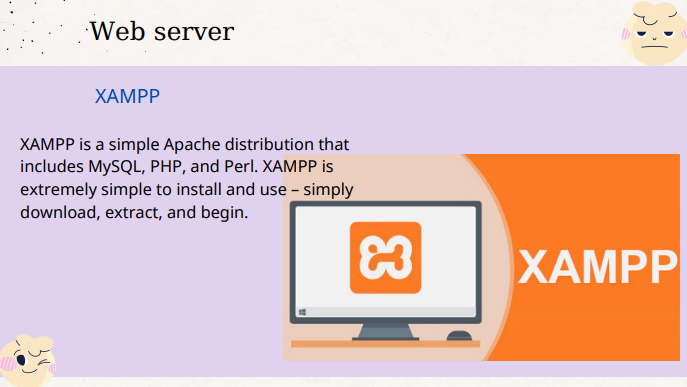 Web server
XAMPP
XAMPP is a simple Apache distribution that
includes MySQL, PHP, and Perl. XAMPP is
extremely simple to install and use – simply
download, extract, and begin.
XAMPP